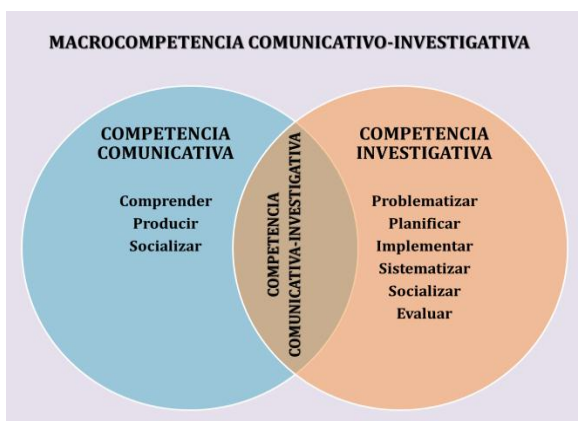 MACROCOMPETENCIA COMUNICATIVO-INVESTIGATIVA
COMPETENCIA
COMUNICATIVA
Comprender
Producir
Socializar
COMPETENCIA
COMUNICATIVA-INVESTIGATIVA
COMPETENCIA
INVESTIGATIVA
Problematizar
Planificar
Implementar
Sistematizar
Socializar
Evaluar